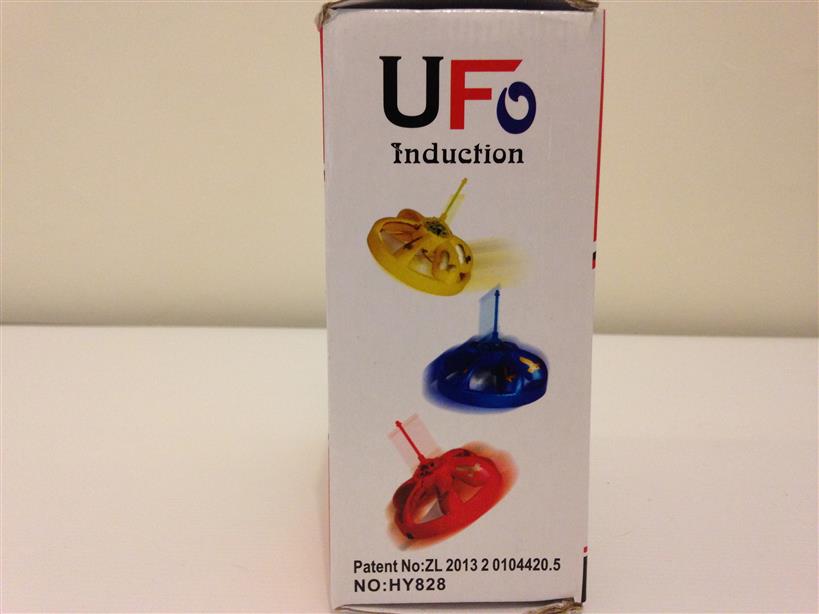 UFo
Induction
Patent No:ZL 2013 2 0104420.5
NO:HY828